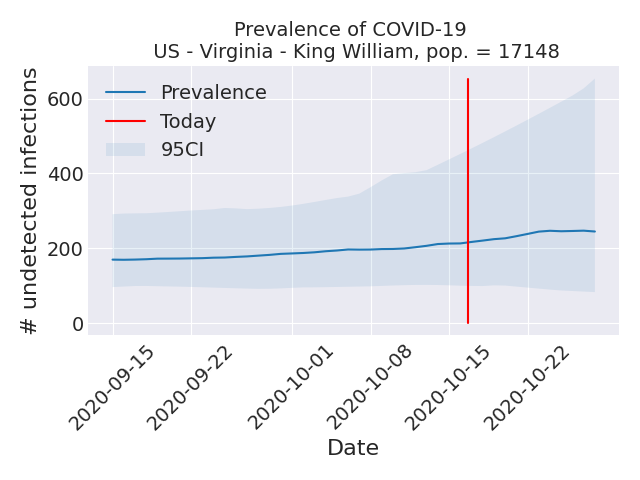 Prevalence of COVID-19
US - Virginia - King William, pop. = 17148
# undetected infections
600
400
200
0
Prevalence
Today
95CI
2020-09-15
2020-09-22
2020-10-01
2020-10-08
2020-10-15
2020-10-22
Date